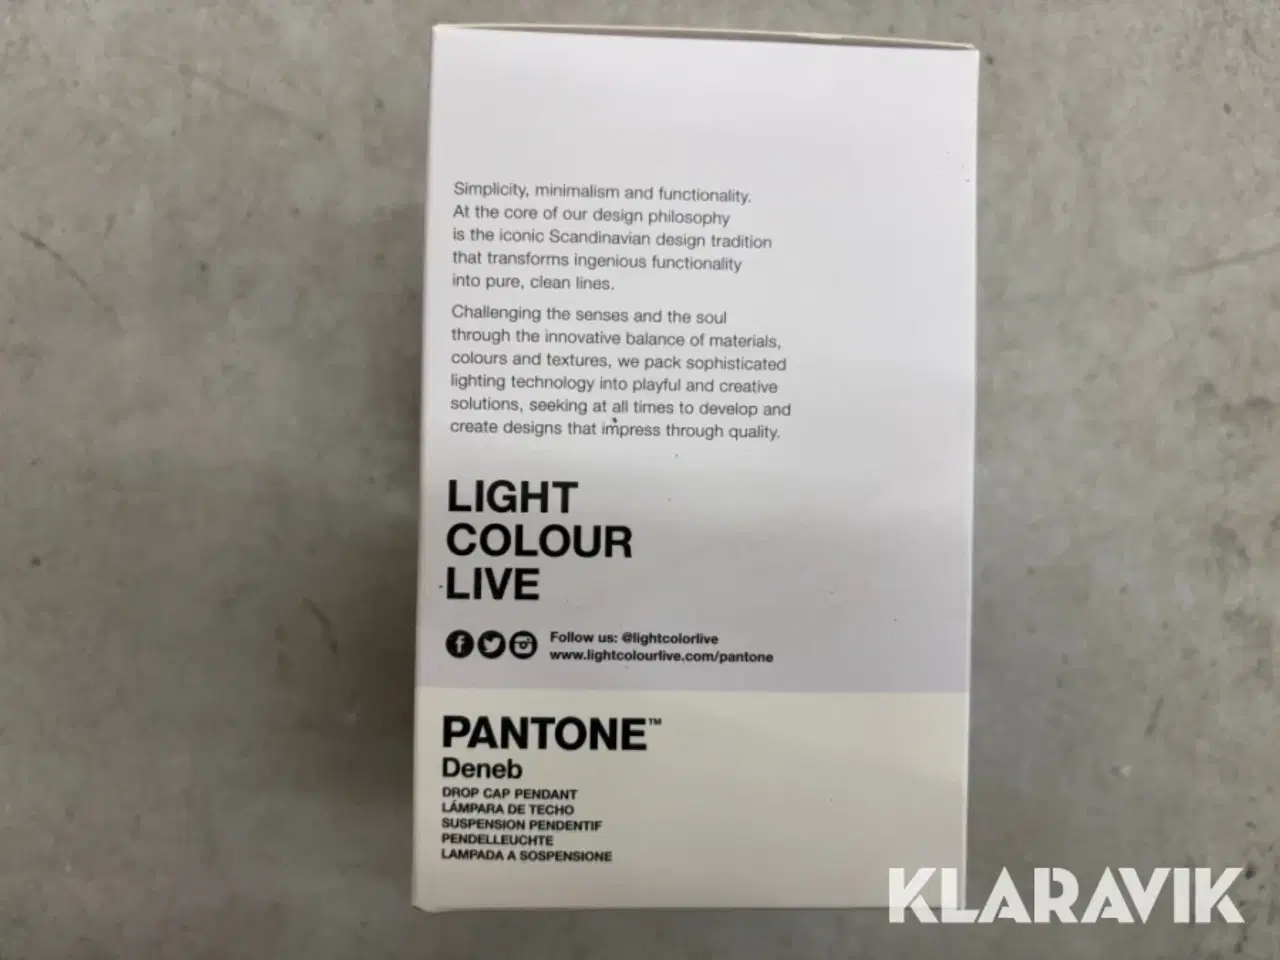 Simplicity, minimalism and functionality.
At the core of our design philosophy
is the iconic Scandinavian design tradition
that transforms ingenious functionality
into pure, clean lines.
Challenging the senses and the soul
through the innovative balance of materials,
colours and textures, we pack sophisticated
lighting technology into playful and creative
solutions, seeking at all times to develop and
create designs that impress through quality.
LIGHT
COLOUR
LIVE
Follow us: @lightcolorlive
www.lightcolourlive.com/pantone
PANTONE™
Deneb
DROP CAP PENDANT
LÁMPARA DE TECHO
SUSPENSION PENDENTIF
PENDELLEUCHTE
LAMPADA A SOSPENSIONE
KLARAVIK